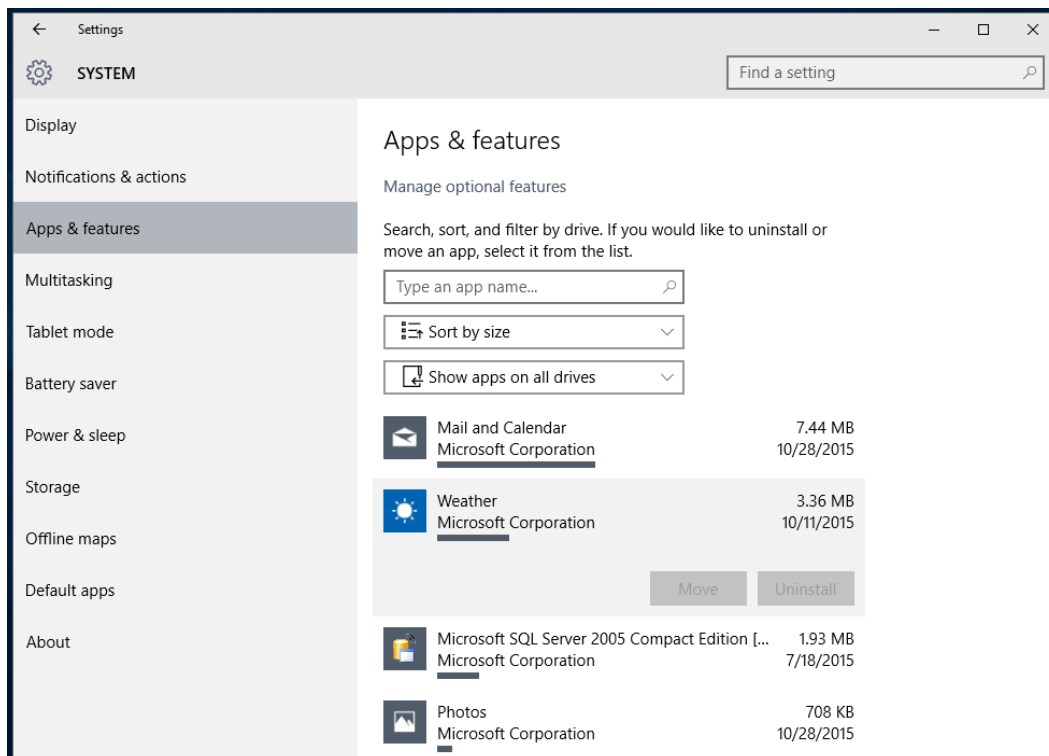 Settings
SYSTEM
Find a setting
Display
Notifications & actions
Apps & features
Multitasking
Tablet mode
Battery saver
Power & sleep
Storage
Offline maps
Default apps
About
Apps & features
Manage optional features
Search, sort, and filter by drive. If you would like to uninstall or
move an app, select it from the list.
Type an app name...
Sort by size
Show apps on all drives
Mail and Calendar 7.44 MB
Microsoft Corporation 10/28/2015
Weather 3.36 MB
Microsoft Corporation 10/11/2015
Move Uninstall
Microsoft SQL Server 2005 Compact Edition [... 1.93 MB
Microsoft Corporation 7/18/2015
Photos 708 KB
Microsoft Corporation 10/28/2015